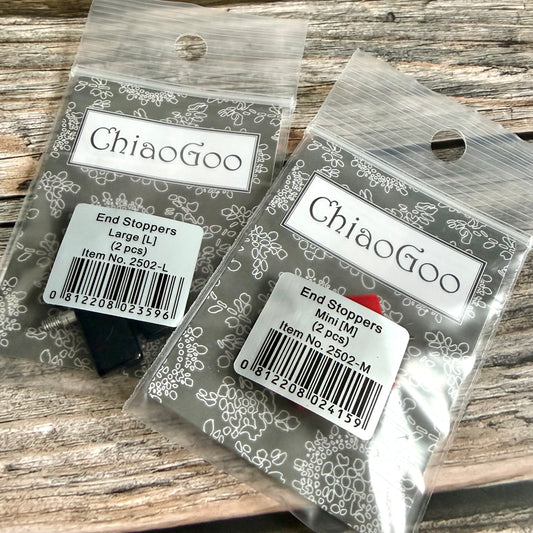 ChiaoGoo
End Stoppers
Large [L]
(2 pcs)
Item No. 2502-L
0 812208 023596
ChiaoGoo
End Stoppers
Mini [M]
(2 pcs)
Item No. 2502-M
0 812208 024159